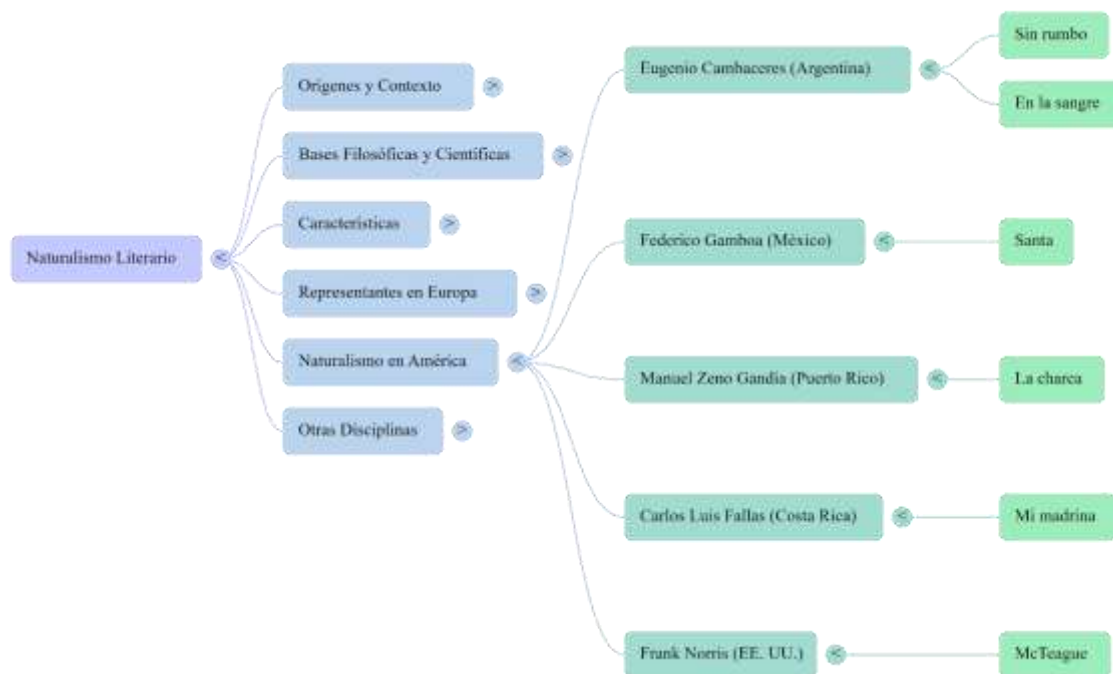 Naturalismo Literario
Orígenes y Contexto
Bases Filosóficas y Científicas
Características
Representantes en Europa
Naturalismo en América
Otras Disciplinas
Eugenio Cambaceres (Argentina)
Sin rumbo
En la sangre
Federico Gamboa (México)
Santa
Manuel Zeno Gandía (Puerto Rico)
La charca
Carlos Luis Fallas (Costa Rica)
Mi madrina
Frank Norris (EE. UU.)
McTeague